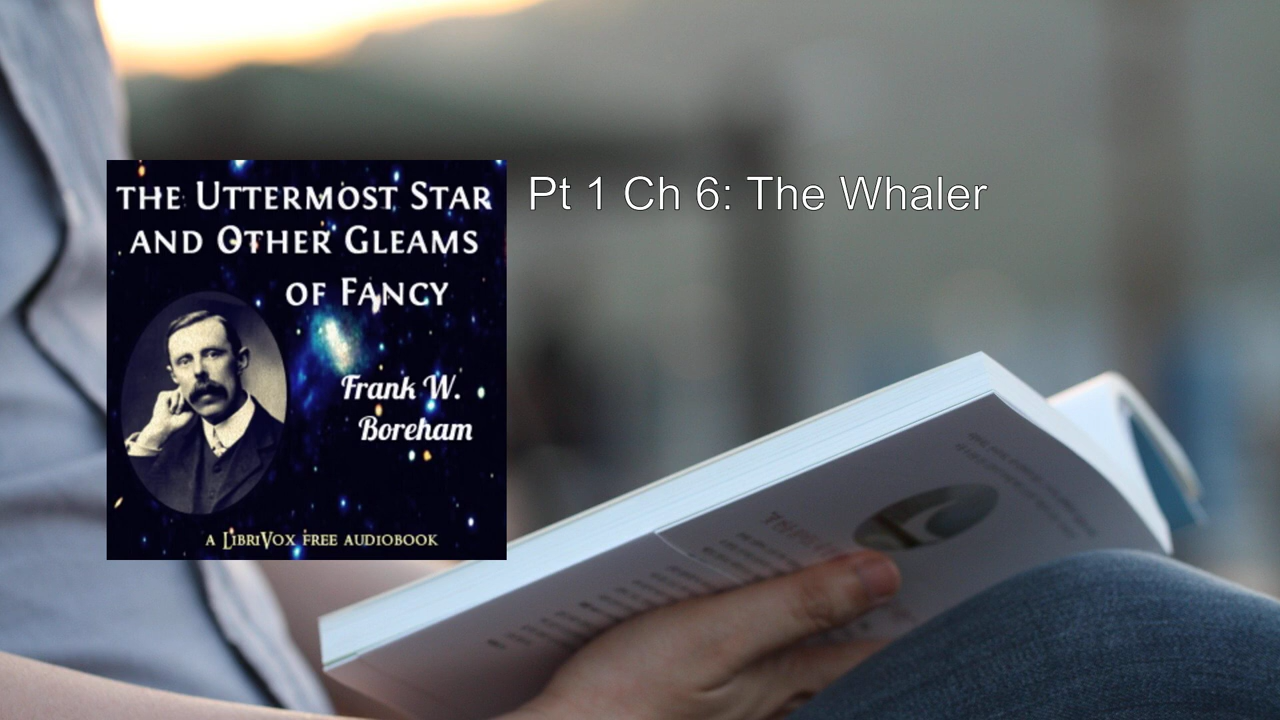 THE UTTERMOST STAR
AND OTHER GLEAMS
OF FANCY
Frank W.
Boreham
A LIBRIVOX FREE AUDIOBOOK
Pt 1 Ch 6: The Whaler